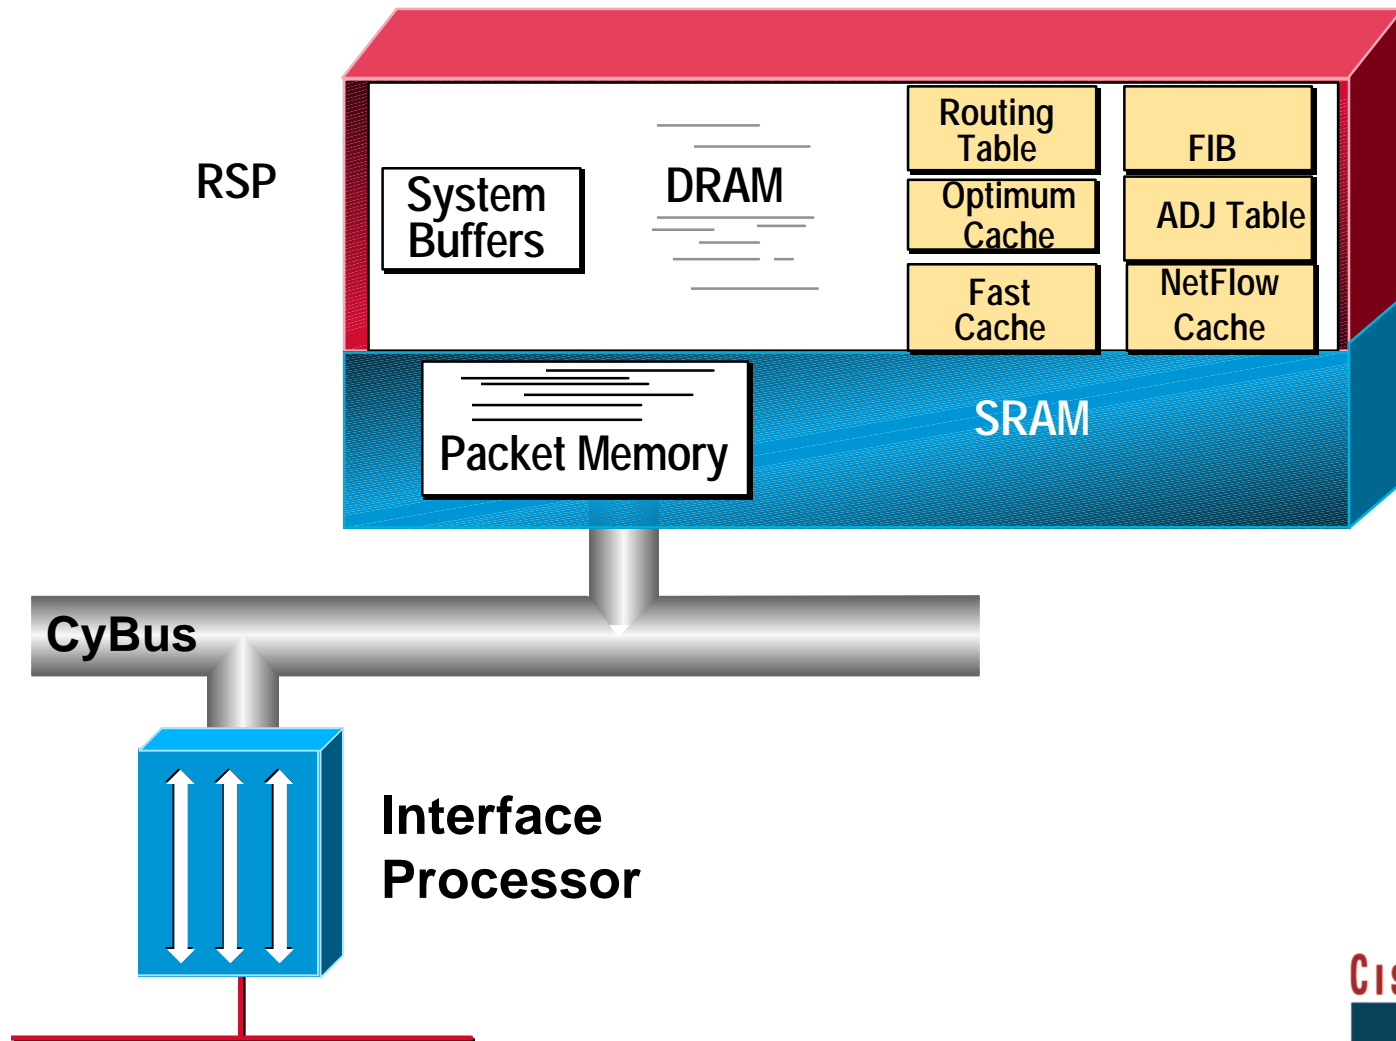 RSP
System
Buffers
DRAM
Routing
Table
FIB
Optimum
Cache
ADJ Table
Fast
Cache
NetFlow
Cache
Packet Memory
SRAM
CyBus
Interface
Processor